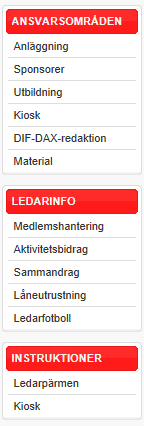 ANSVARSOMRÅDEN
Anläggning
Sponsorer
Utbildning
Kiosk
DIF-DAX-redaktion
Material
LEDARINFO
Medlemshantering
Aktivitetsbidrag
Sammandrag
Låneutrustning
Ledarfotboll
INSTRUKTIONER
Ledarpärmen
Kiosk